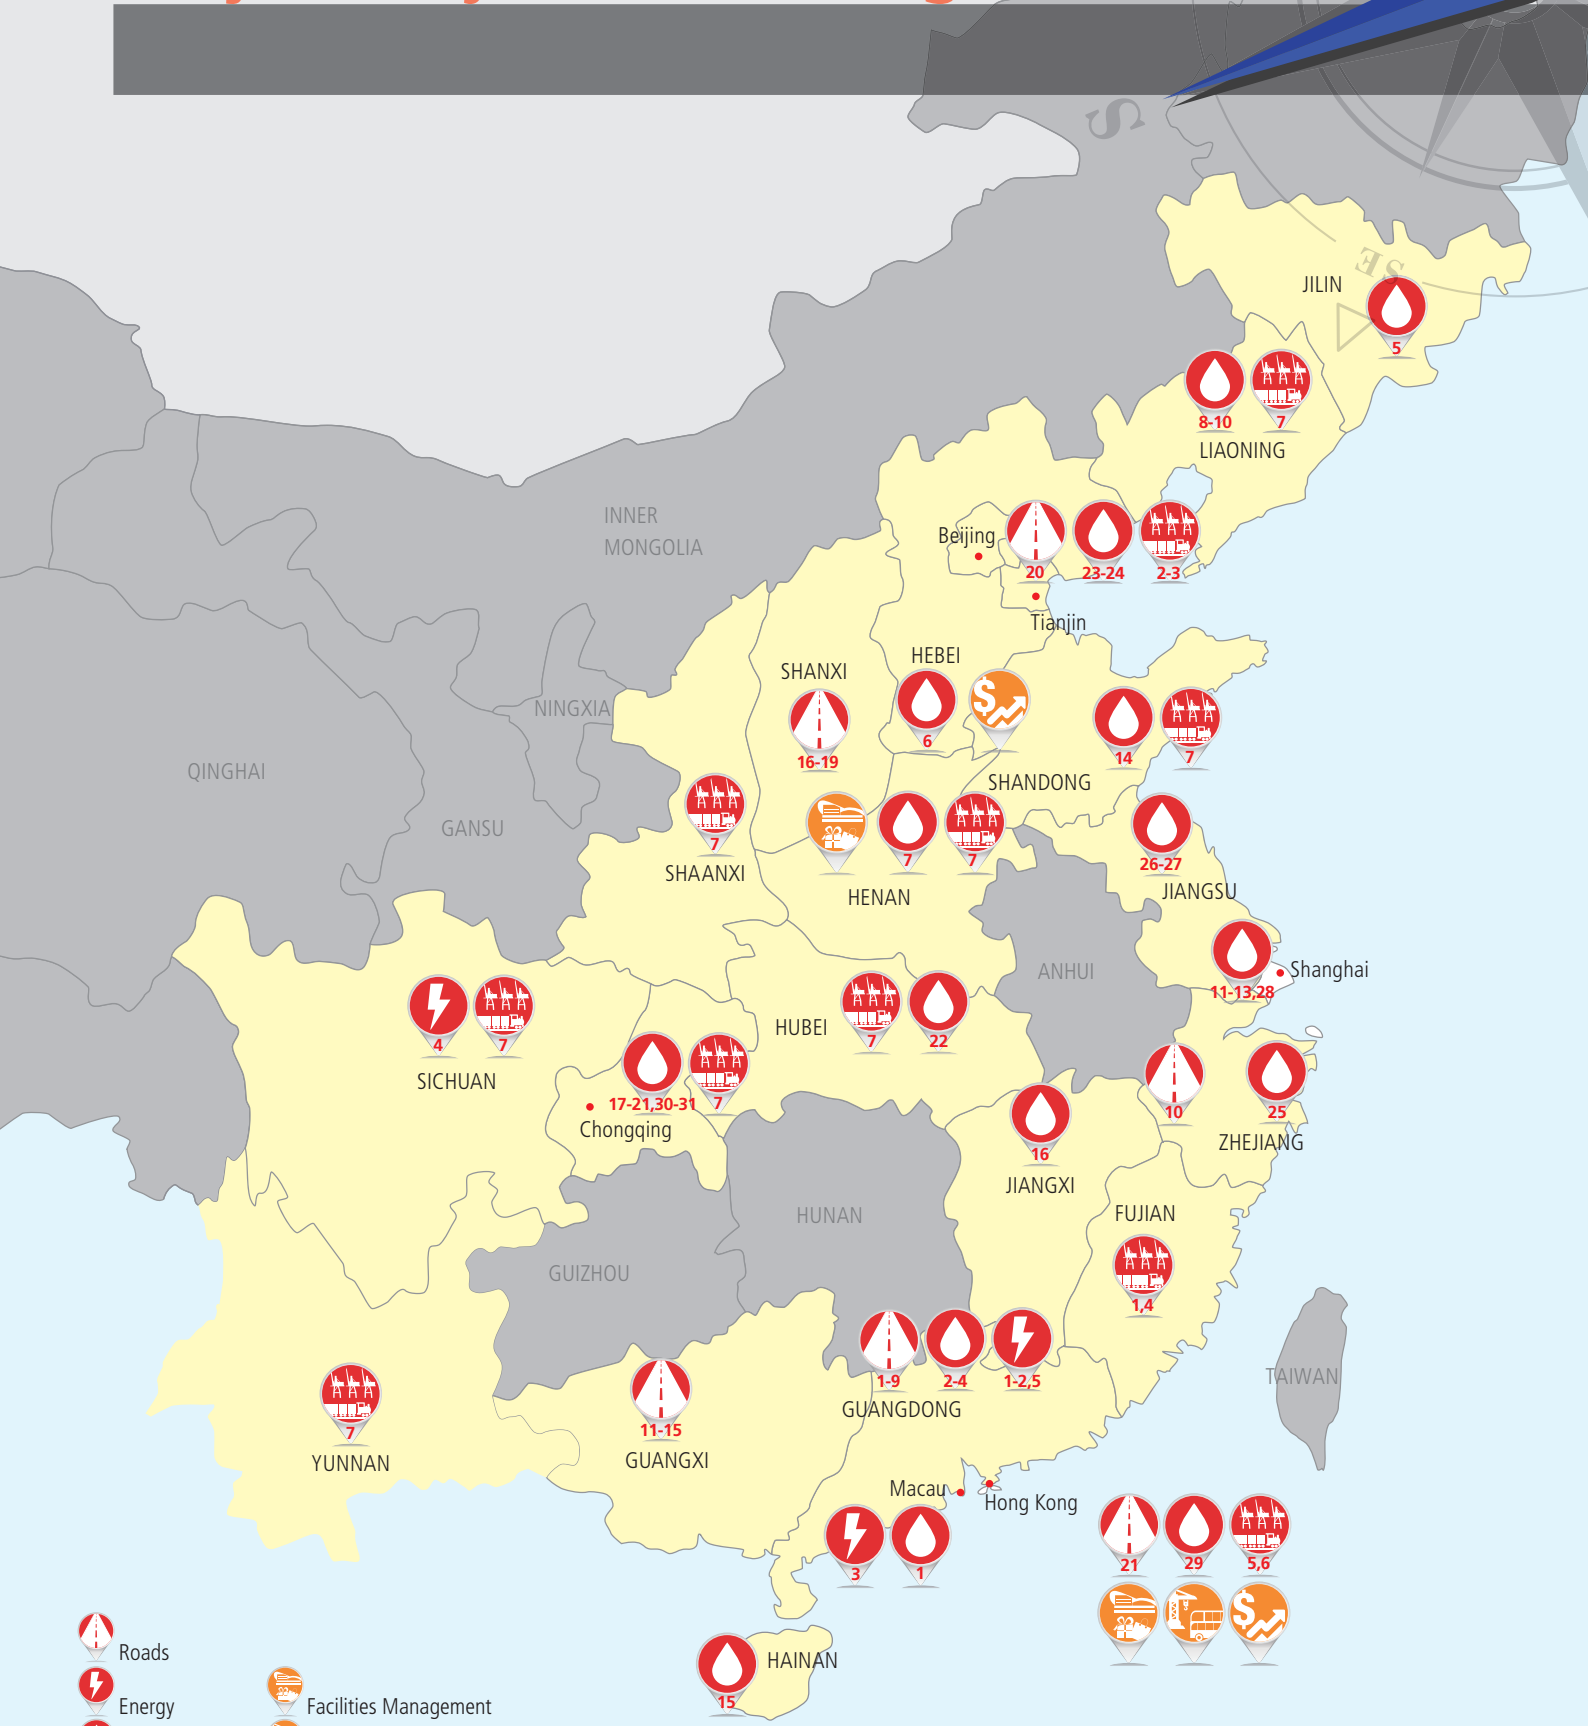 S
SE
JILIN
5
8-10
7
LIAONING
INNER
MONGOLIA
Beijing
20
23-24
2-3
Tianjin
HEBEI
SHANXI
NINGXIA
6
14
7
16-19
QINGHAI
SHANDONG
GANSU
7
7
7
26-27
SHAANXI
HENAN
JIANGSU
ANHUI
Shanghai
11-13,28
HUBEI
7
22
4
7
SICHUAN
17-21,30-31
7
10
25
Chongqing
ZHEJIANG
16
JIANGXI
HUNAN
FUJIAN
GUIZHOU
1,4
TAIWAN
1-9
2-4
1-2,5
GUANGDONG
11-15
7
GUANGXI
YUNNAN
Macau
Hong Kong
3
1
21
29
5,6
Roads
HAINAN
15
Energy
Facilities Management